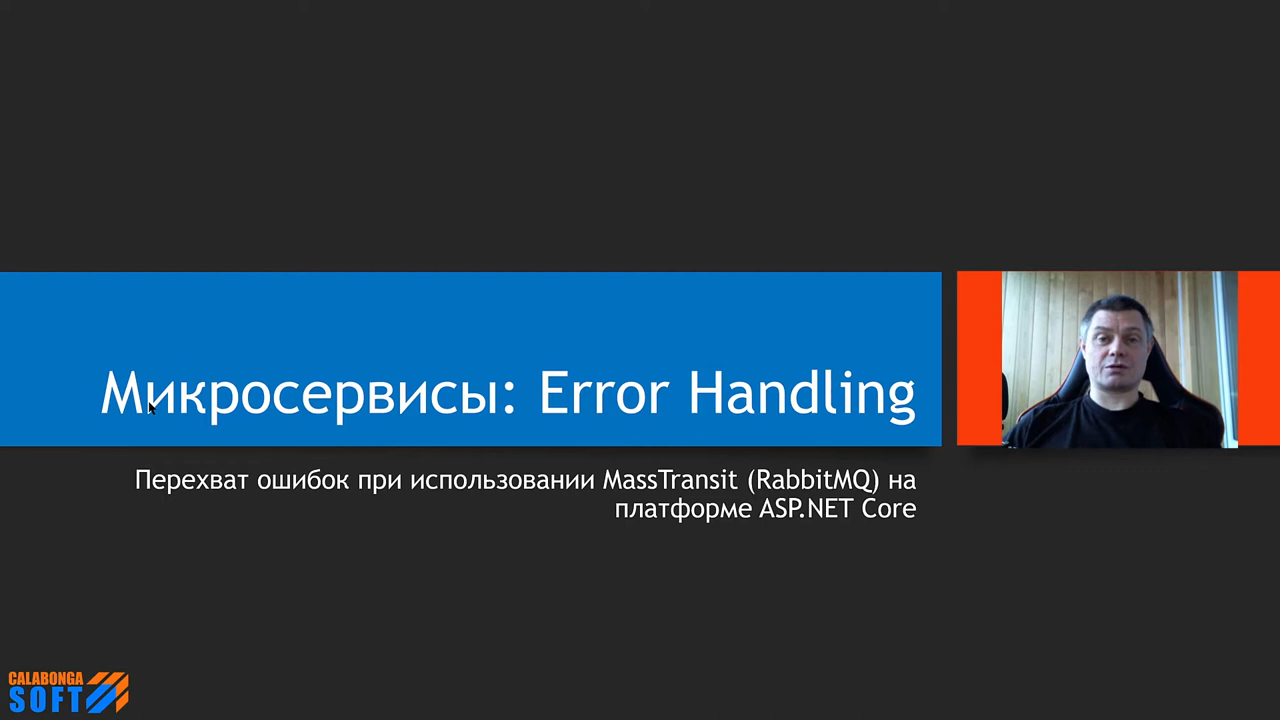 Микросервисы: Error Handling
Перехват ошибок при использовании MassTransit (RabbitMQ) на
платформе ASP.NET Core
CALABONGA
SOFT